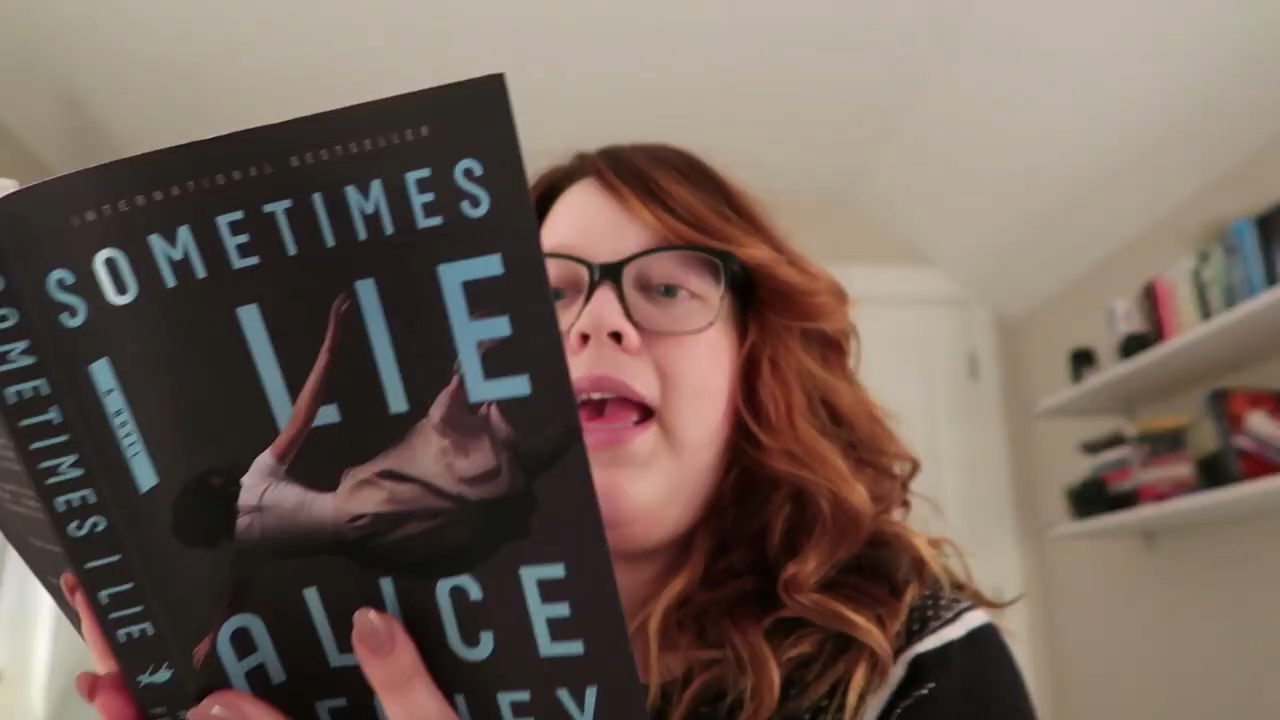 INTERNATIONAL BESTSELLER
SOMETIMES
I LIE
A NOVEL
ALICE
SOMETIMES I LIE